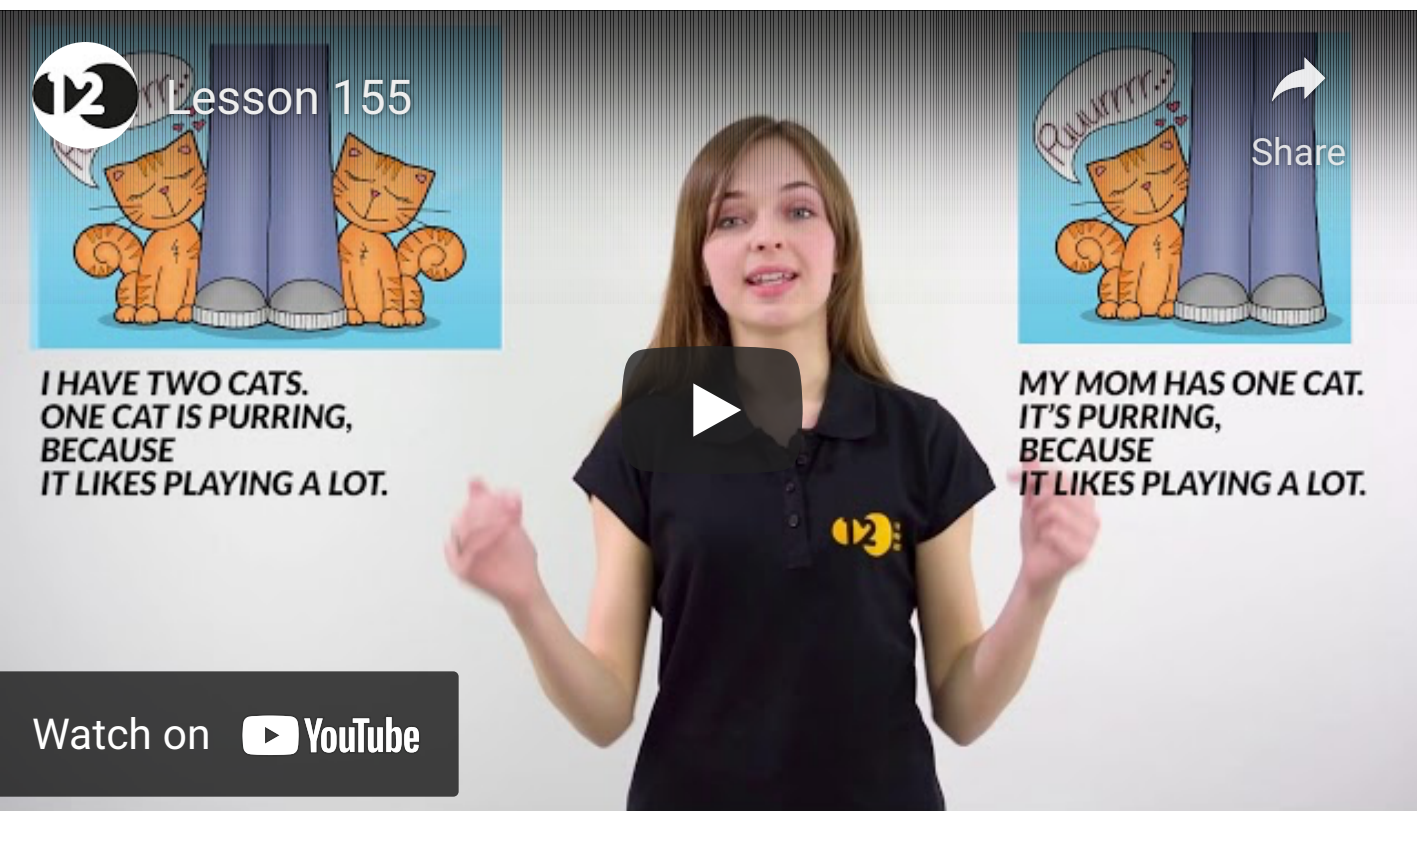 12
Lesson 155
Share
Puurrrr...
I HAVE TWO CATS.
ONE CAT IS PURRING,
BECAUSE
IT LIKES PLAYING A LOT.
MY MOM HAS ONE CAT.
IT'S PURRING,
BECAUSE
IT LIKES PLAYING A LOT.
12
Watch on YouTube